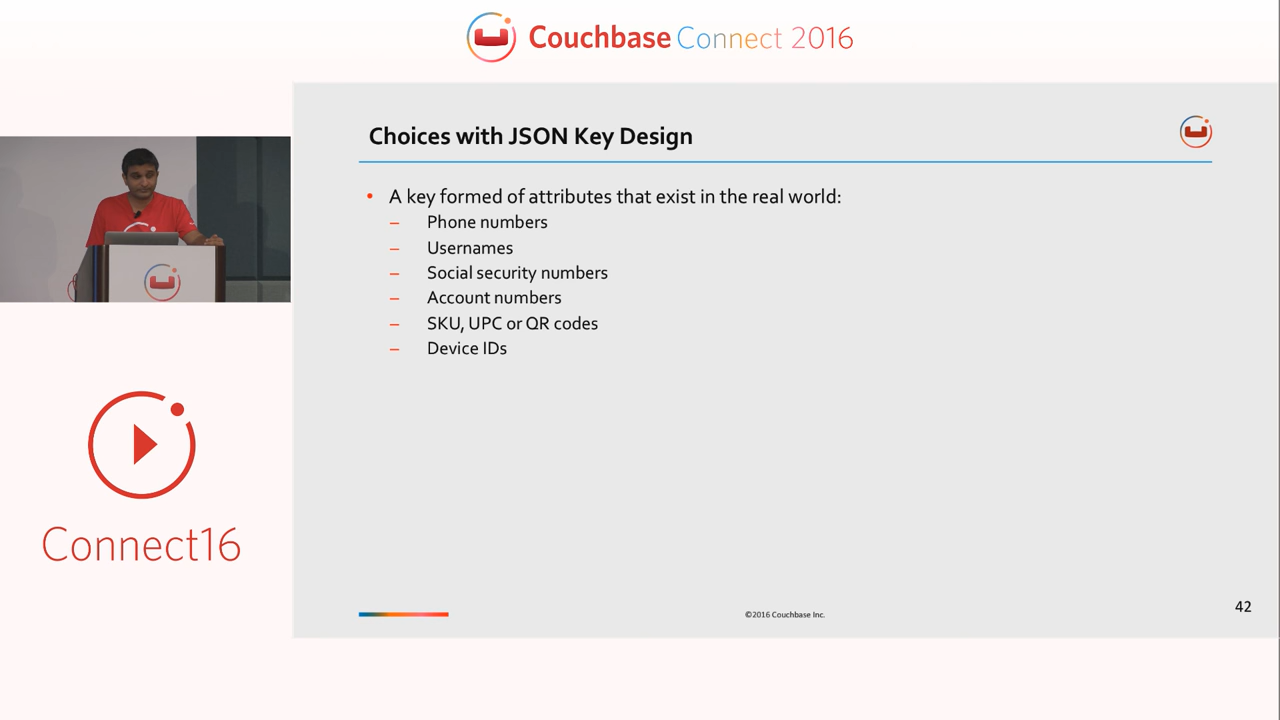 Couchbase Connect 2016
Choices with JSON Key Design
• A key formed of attributes that exist in the real world:
– Phone numbers
– Usernames
– Social security numbers
– Account numbers
– SKU, UPC or QR codes
– Device IDs
Connect16
©2016 Couchbase Inc.
42